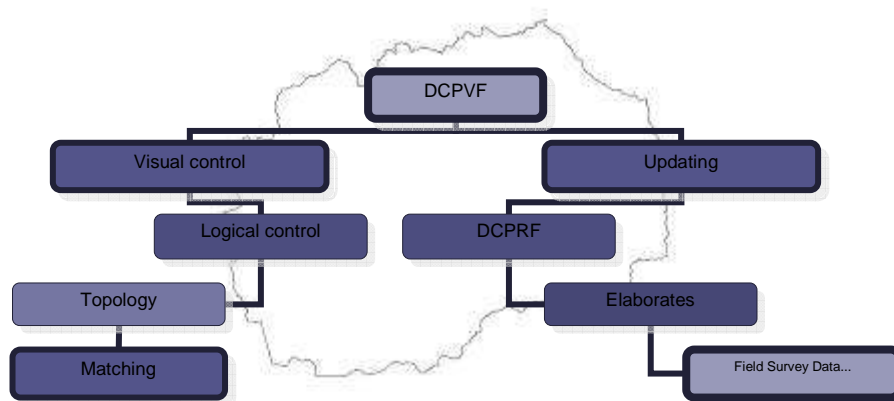 DCPVF
Visual control
Updating
Logical control
DCPRF
Topology
Elaborates
Matching
Field Survey Data...